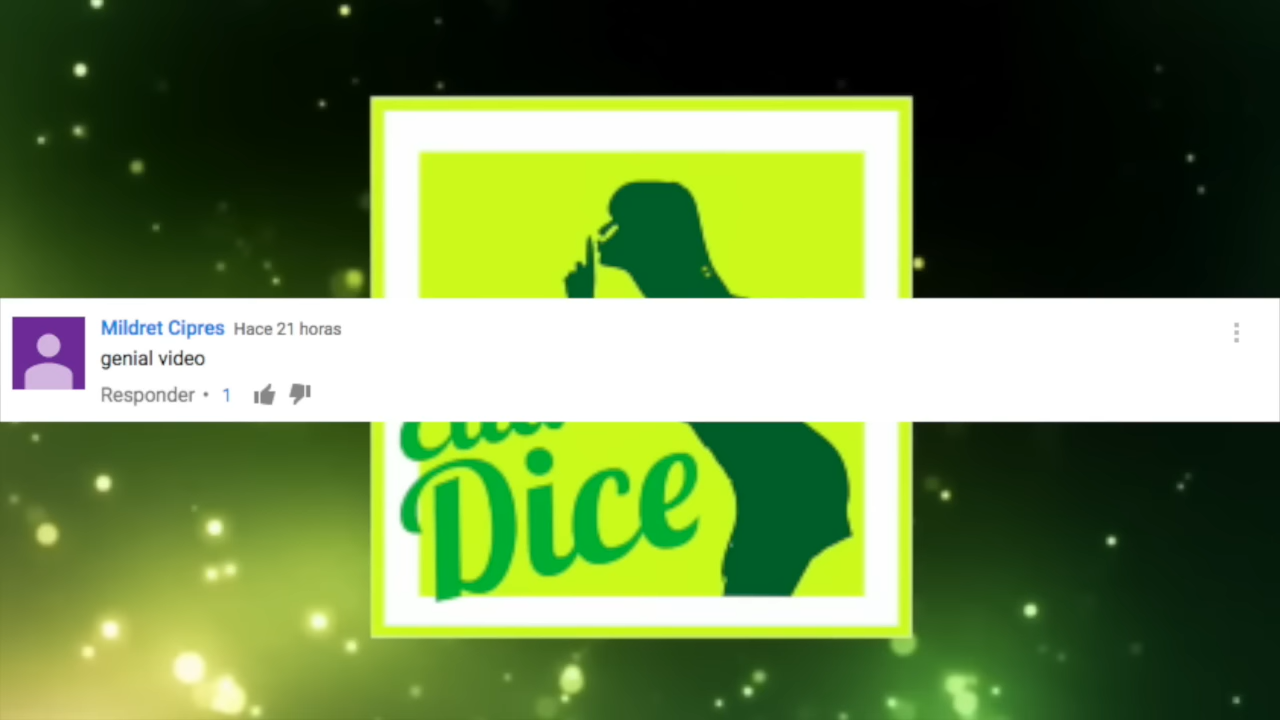 Mildret Cipres Hace 21 horas
genial video
Responder • 1
Dice